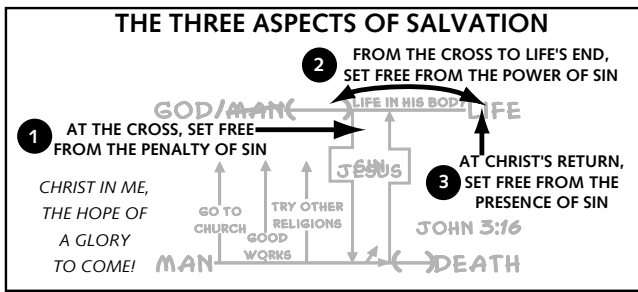 THE THREE ASPECTS OF SALVATION
2
FROM THE CROSS TO LIFE'S END,
SET FREE FROM THE POWER OF SIN
GOD/MAN( ) LIFE IN HIS BODY LIFE
1
AT THE CROSS, SET FREE
FROM THE PENALTY OF SIN
SIN
JESUS
3
AT CHRIST'S RETURN,
SET FREE FROM THE
PRESENCE OF SIN
CHRIST IN ME,
THE HOPE OF
A GLORY
TO COME!
GO TO
CHURCH
GOOD
WORKS
TRY OTHER
RELIGIONS
JOHN 3:16
MAN ( )DEATH